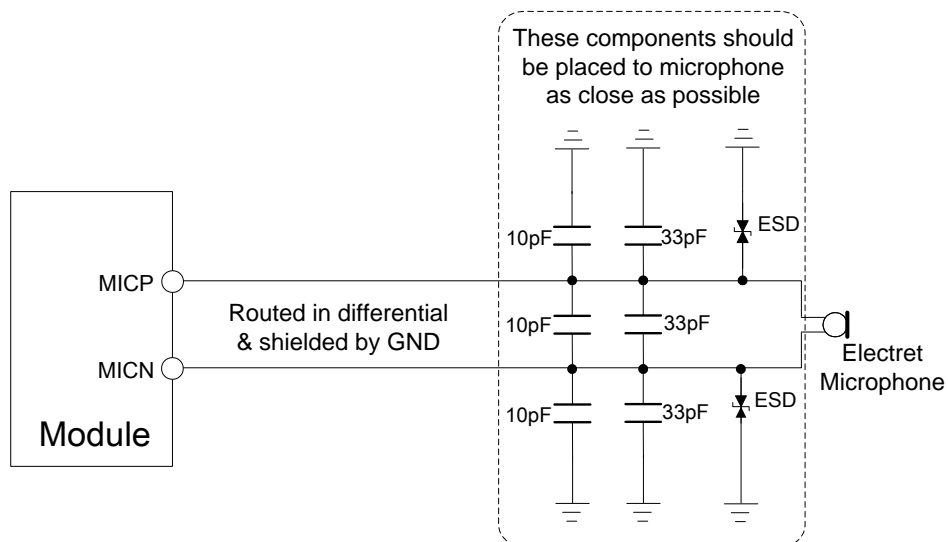 These components should
be placed to microphone
as close as possible
10pF
33pF
ESD
MICP
Routed in differential
& shielded by GND
10pF
33pF
MICN
Electret
Microphone
10pF
33pF
ESD
Module